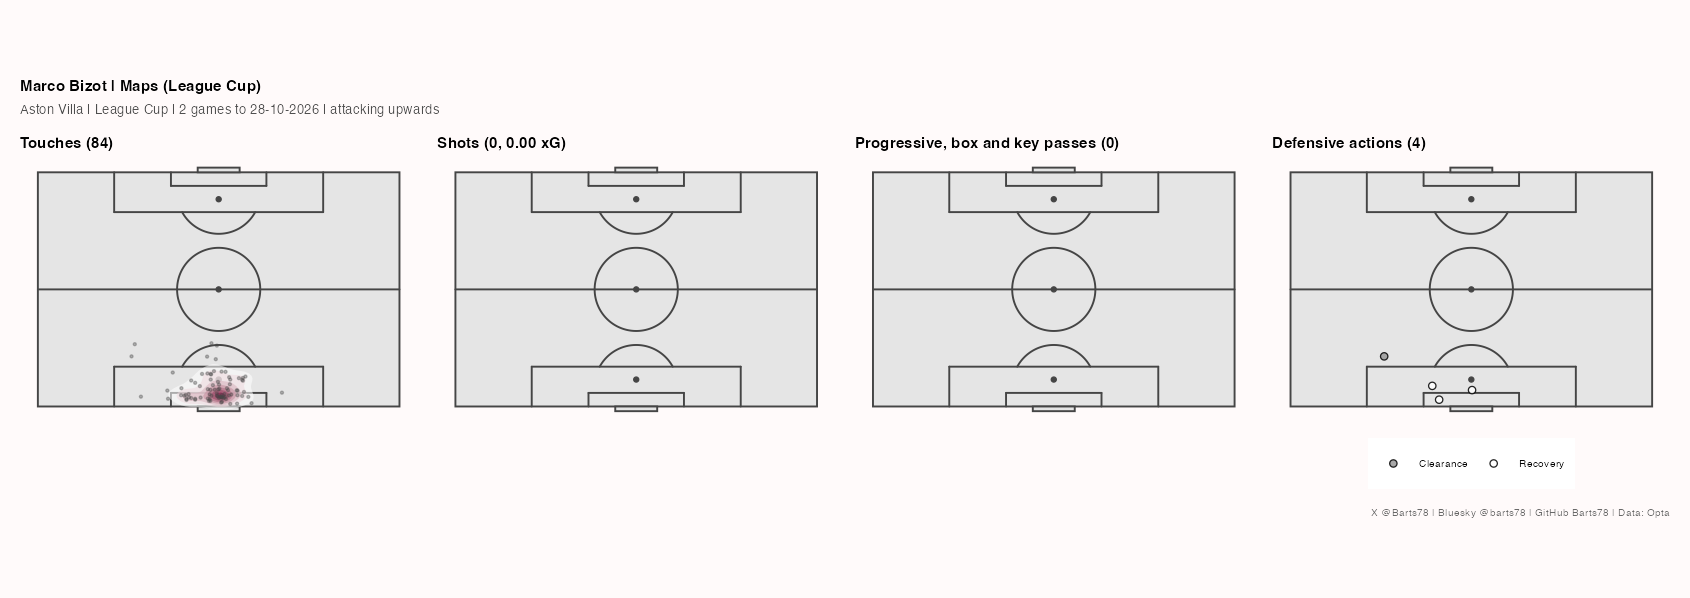 Marco Bizot | Maps (League Cup)
Aston Villa | League Cup | 2 games to 28-10-2026 | attacking upwards
Touches (84)
Shots (0, 0.00 xG)
Progressive, box and key passes (0)
Defensive actions (4)
Clearance
Recovery
X @Barts78 | Bluesky @barts78 | GitHub Barts78 | Data: Opta